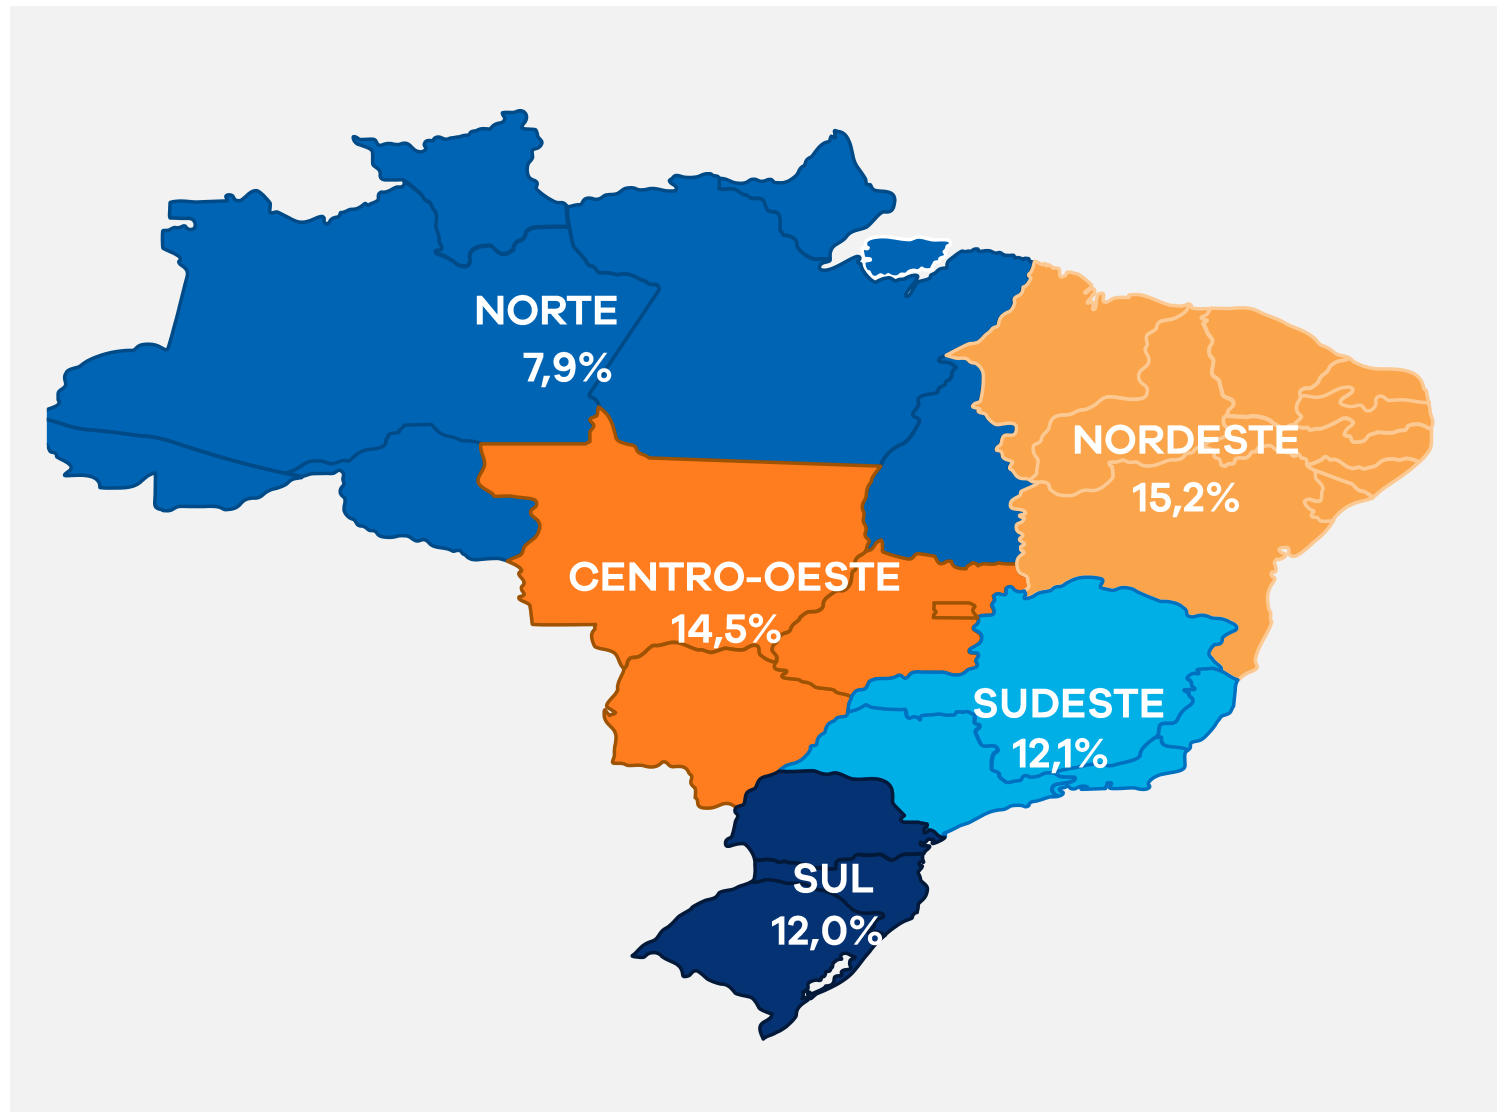 NORTE
7,9%
NORDESTE
15,2%
CENTRO-OESTE
14,5%
SUDESTE
12,1%
SUL
12,0%